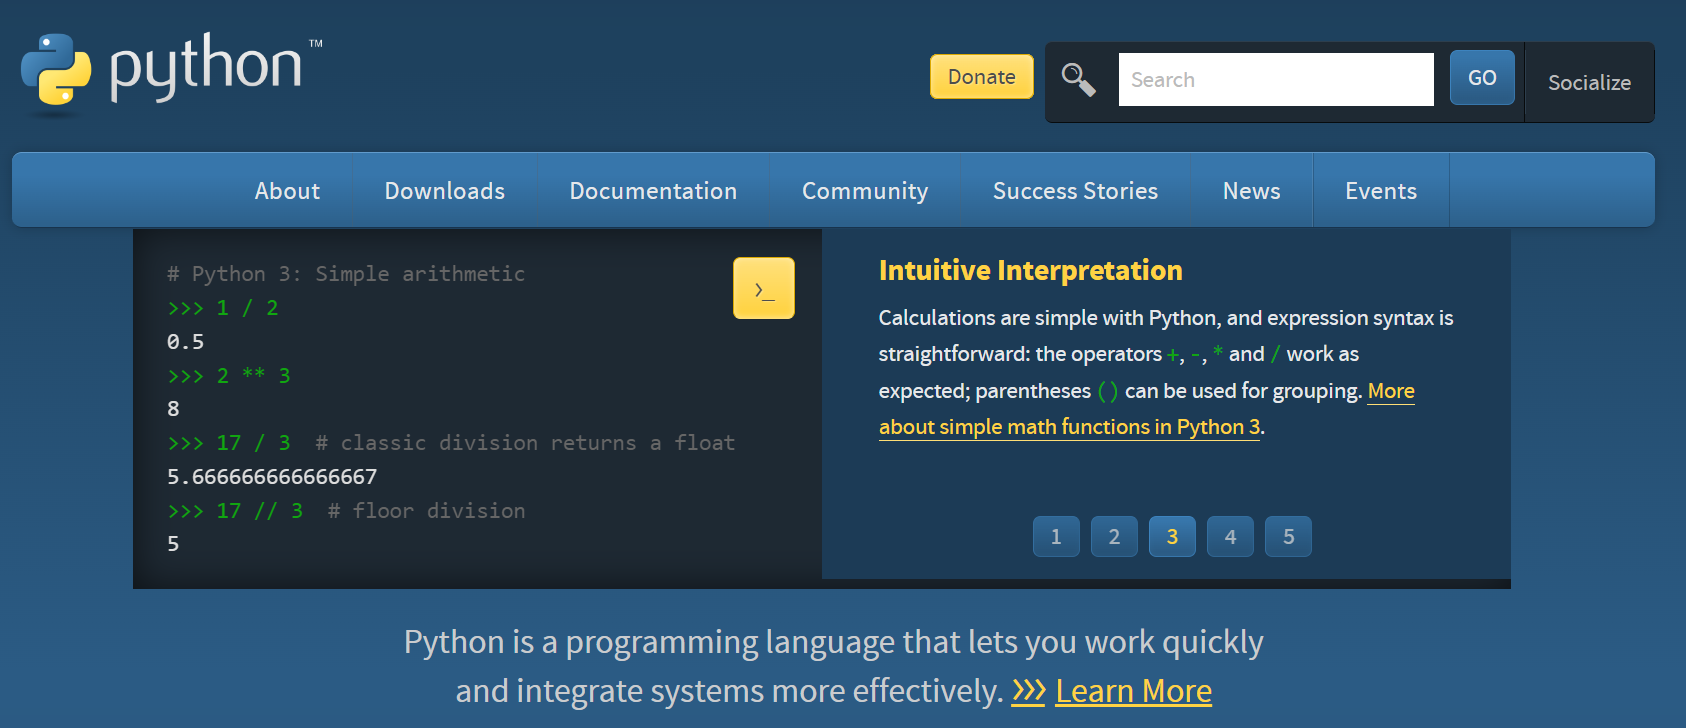 python™
Donate
Search
GO
Socialize
About
Downloads
Documentation
Community
Success Stories
News
Events
# Python 3: Simple arithmetic
>>> 1 / 2
0.5
>>> 2 ** 3
8
>>> 17 / 3  # classic division returns a float
5.666666666666667
>>> 17 // 3  # floor division
5
>_
Intuitive Interpretation
Calculations are simple with Python, and expression syntax is
straightforward: the operators +, -, * and / work as
expected; parentheses () can be used for grouping. More
about simple math functions in Python 3.
1 2 3 4 5
Python is a programming language that lets you work quickly
and integrate systems more effectively. >>> Learn More